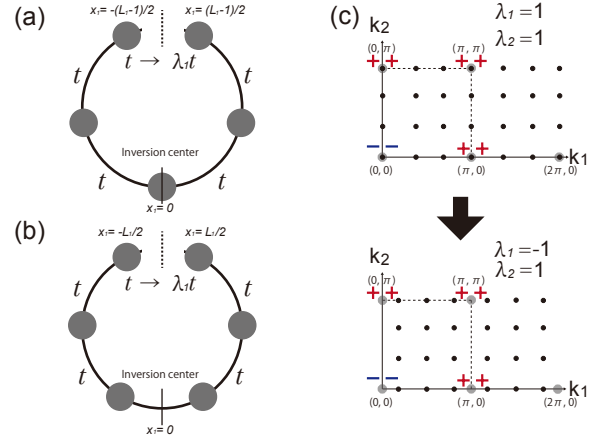 (a)
x₁= -(L₁-1)/2
x₁= (L₁-1)/2
t → λ₁t
t
t
Inversion center
t
t
x₁= 0
(b)
x₁= -L₁/2
x₁= L₁/2
t → λ₁t
t
t
Inversion center
t
t
x₁= 0
(c)
λ₁= 1
λ₂= 1
k₂
(0, π)
(π, π)
+ +
+ +
− −
+ +
k₁
(0,0)
(π,0)
(2π,0)
λ₁= -1
λ₂= 1
k₂
(0, π)
(π, π)
+ +
+ +
− −
+ +
k₁
(0,0)
(π,0)
(2π,0)